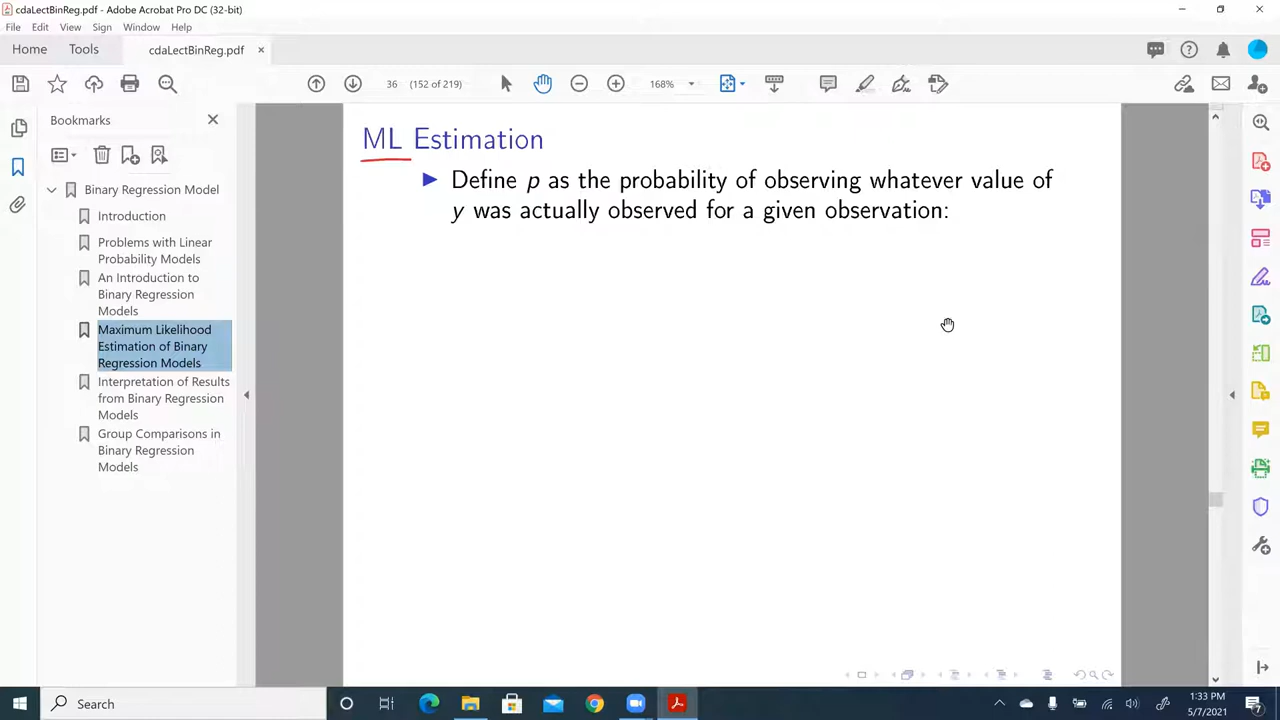 cdaLectBinReg.pdf - Adobe Acrobat Pro DC (32-bit)
File Edit View Sign Window Help
Home Tools cdaLectBinReg.pdf
36 (152 of 219) 168%
Bookmarks
Binary Regression Model
Introduction
Problems with Linear
Probability Models
An Introduction to
Binary Regression
Models
Maximum Likelihood
Estimation of Binary
Regression Models
Interpretation of Results
from Binary Regression
Models
Group Comparisons in
Binary Regression
Models
ML Estimation
Define p as the probability of observing whatever value of
y was actually observed for a given observation:
Search
1:33 PM
5/7/2021
7